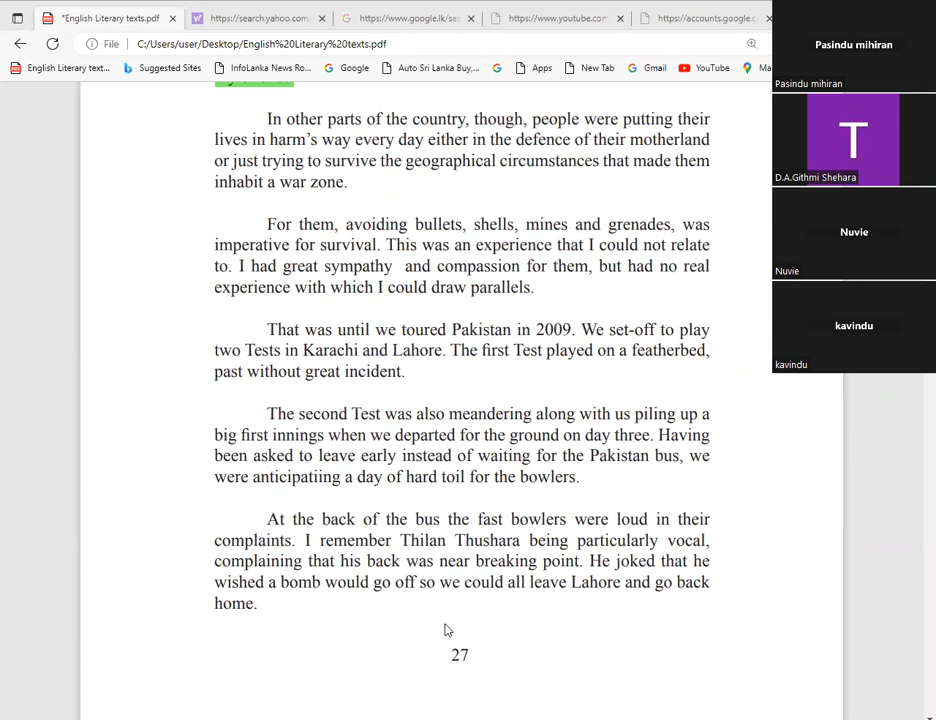 *English Literary texts.pdf
https://search.yahoo.com
https://www.google.lk/se
https://www.youtube.com
https://accounts.google.c
File C:/Users/user/Desktop/English%20Literary%20texts.pdf
English Literary text... Suggested Sites InfoLanka News Ro... Google Auto Sri Lanka Buy,... Apps New Tab Gmail YouTube Ma
In other parts of the country, though, people were putting their
lives in harm's way every day either in the defence of their motherland
or just trying to survive the geographical circumstances that made them
inhabit a war zone.
For them, avoiding bullets, shells, mines and grenades, was
imperative for survival. This was an experience that I could not relate
to. I had great sympathy and compassion for them, but had no real
experience with which I could draw parallels.
That was until we toured Pakistan in 2009. We set-off to play
two Tests in Karachi and Lahore. The first Test played on a featherbed,
past without great incident.
The second Test was also meandering along with us piling up a
big first innings when we departed for the ground on day three. Having
been asked to leave early instead of waiting for the Pakistan bus, we
were anticipatiing a day of hard toil for the bowlers.
At the back of the bus the fast bowlers were loud in their
complaints. I remember Thilan Thushara being particularly vocal,
complaining that his back was near breaking point. He joked that he
wished a bomb would go off so we could all leave Lahore and go back
home.
27
Pasindu mihiran
Pasindu mihiran
T
D.A.Githmi Shehara
Nuvie
Nuvie
kavindu
kavindu